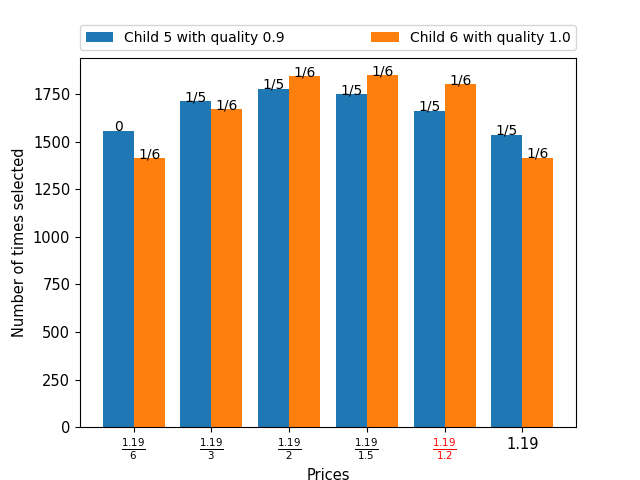 Child 5 with quality 0.9 Child 6 with quality 1.0
Number of times selected
1750
1500
1250
1000
750
500
250
0
0 1/6 1/5 1/6 1/5 1/6 1/5 1/6 1/5 1/6 1/5 1/6
1.19/6 1.19/3 1.19/2 1.19/1.5 1.19/1.2 1.19
Prices